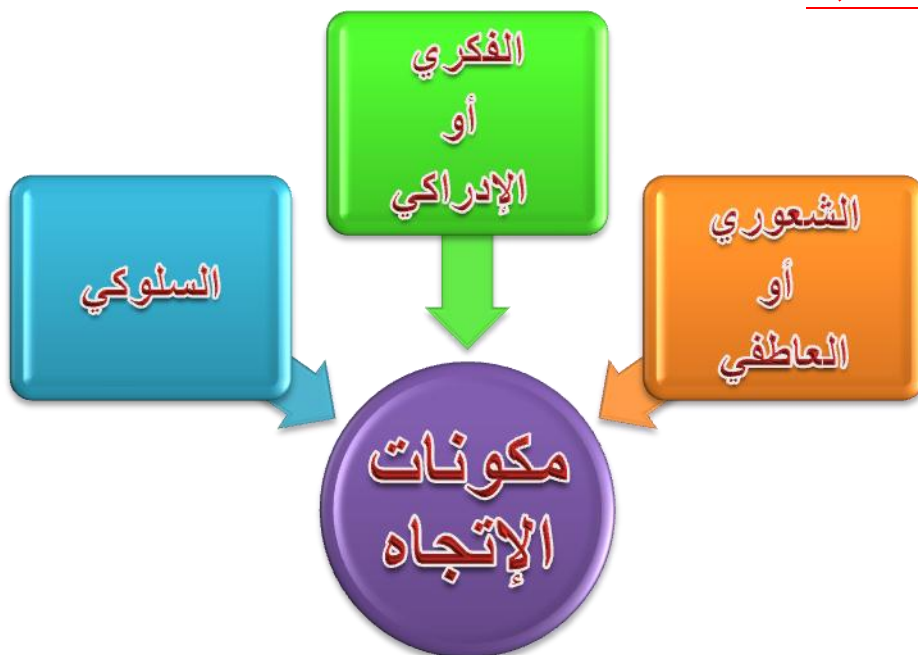 الفكري
أو
الإدراكي
الشعوري
أو
العاطفي
السلوكي
مكونات
الإتجاه